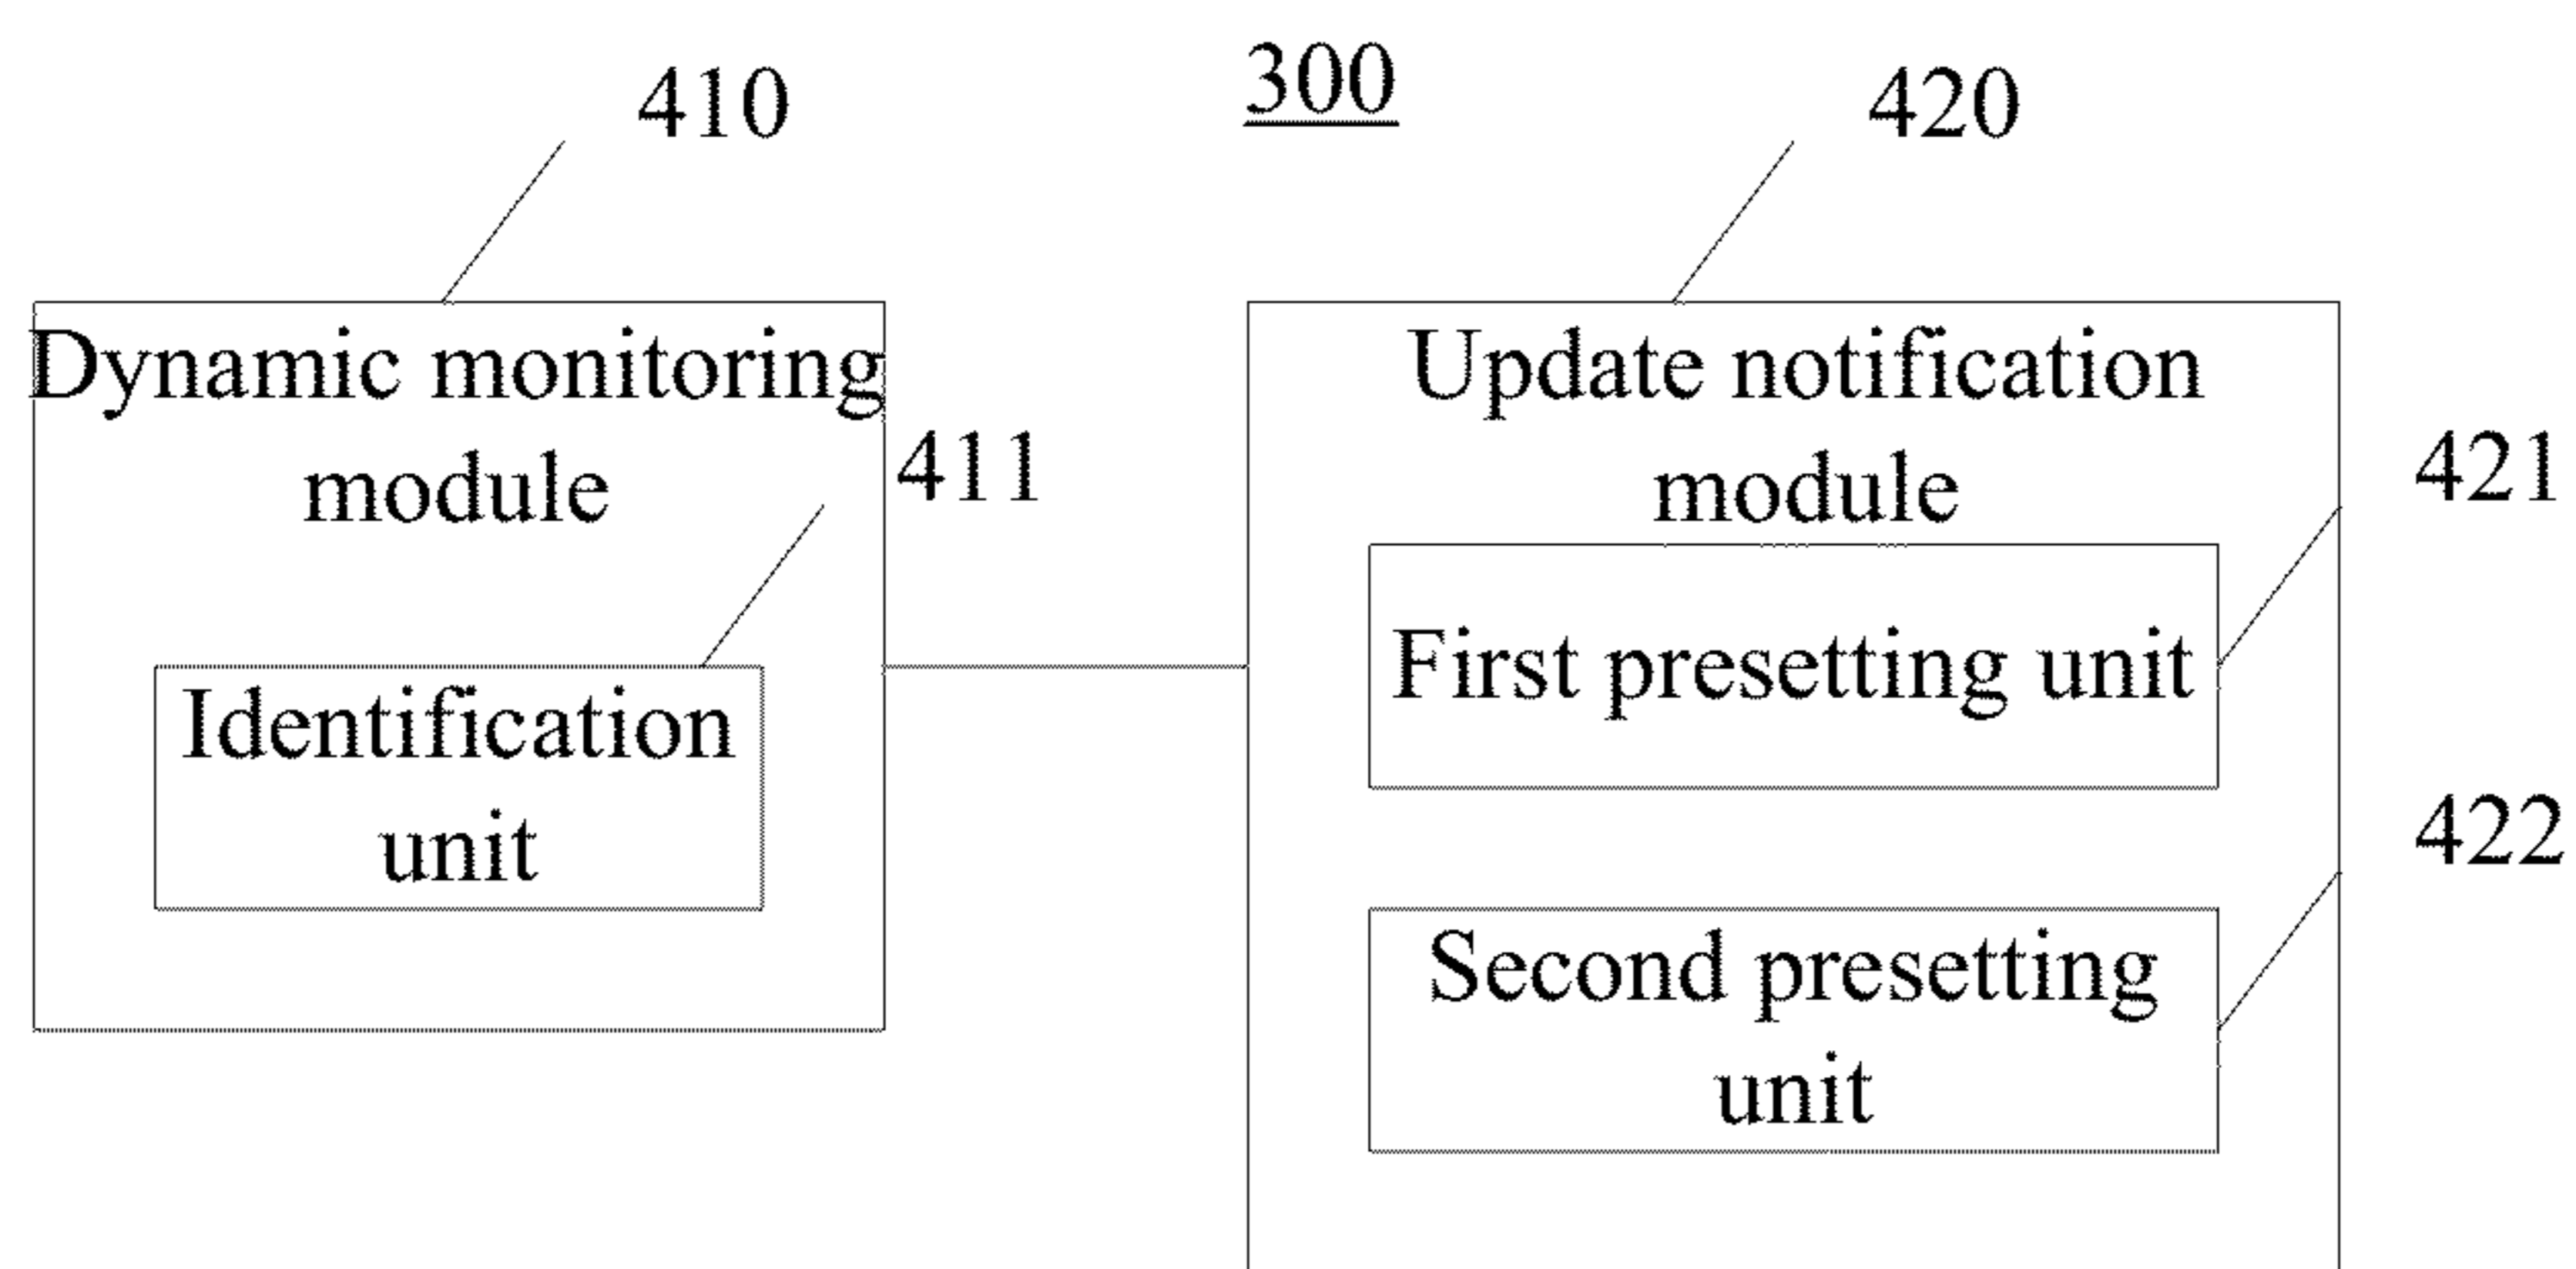 300
410
420
Dynamic monitoring
module
411
Identification
unit
Update notification
module
421
First presetting unit
422
Second presetting
unit